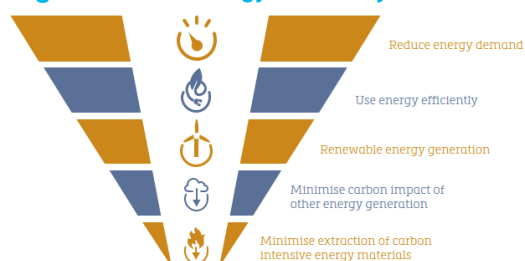 Reduce energy demand
Use energy efficiently
Renewable energy generation
Minimise carbon impact of
other energy generation
Minimise extraction of carbon
intensive energy materials